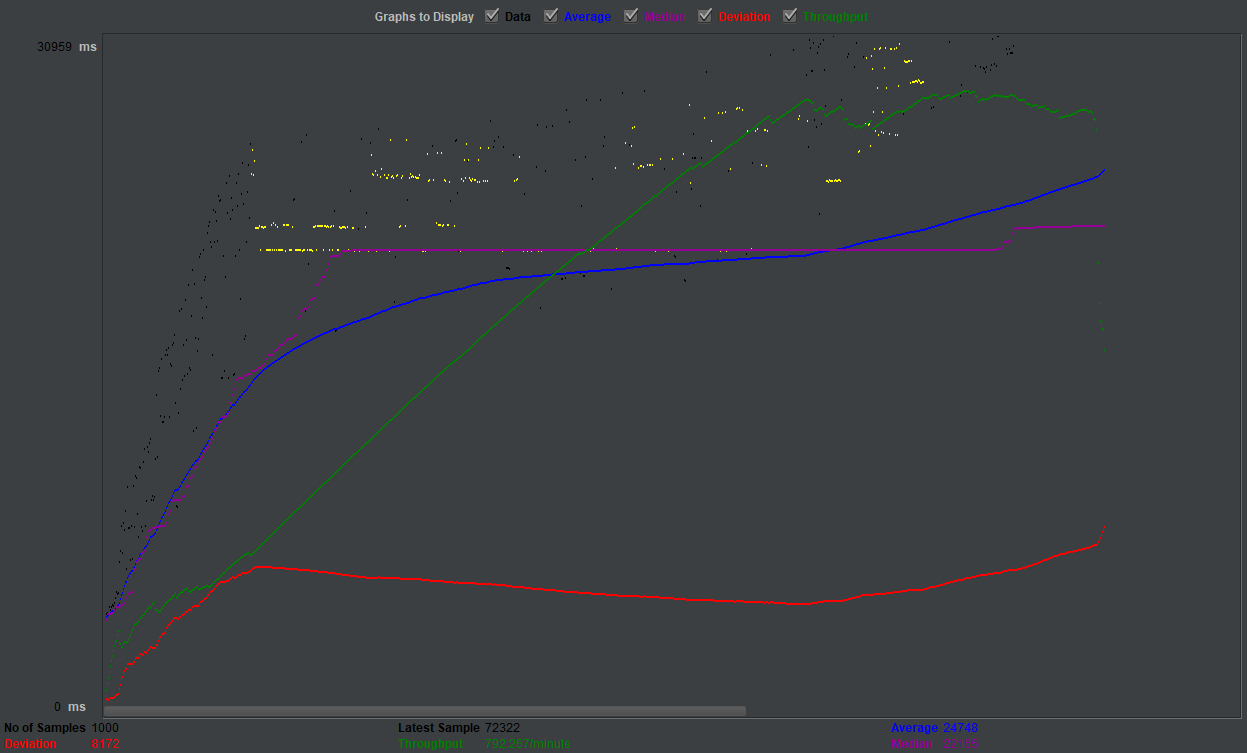 Graphs to Display Data Average Median Deviation Throughput
30959 ms
0 ms
No of Samples 1000 Latest Sample 72322 Average 24748
Deviation 8172 Throughput 792.267/minute Median